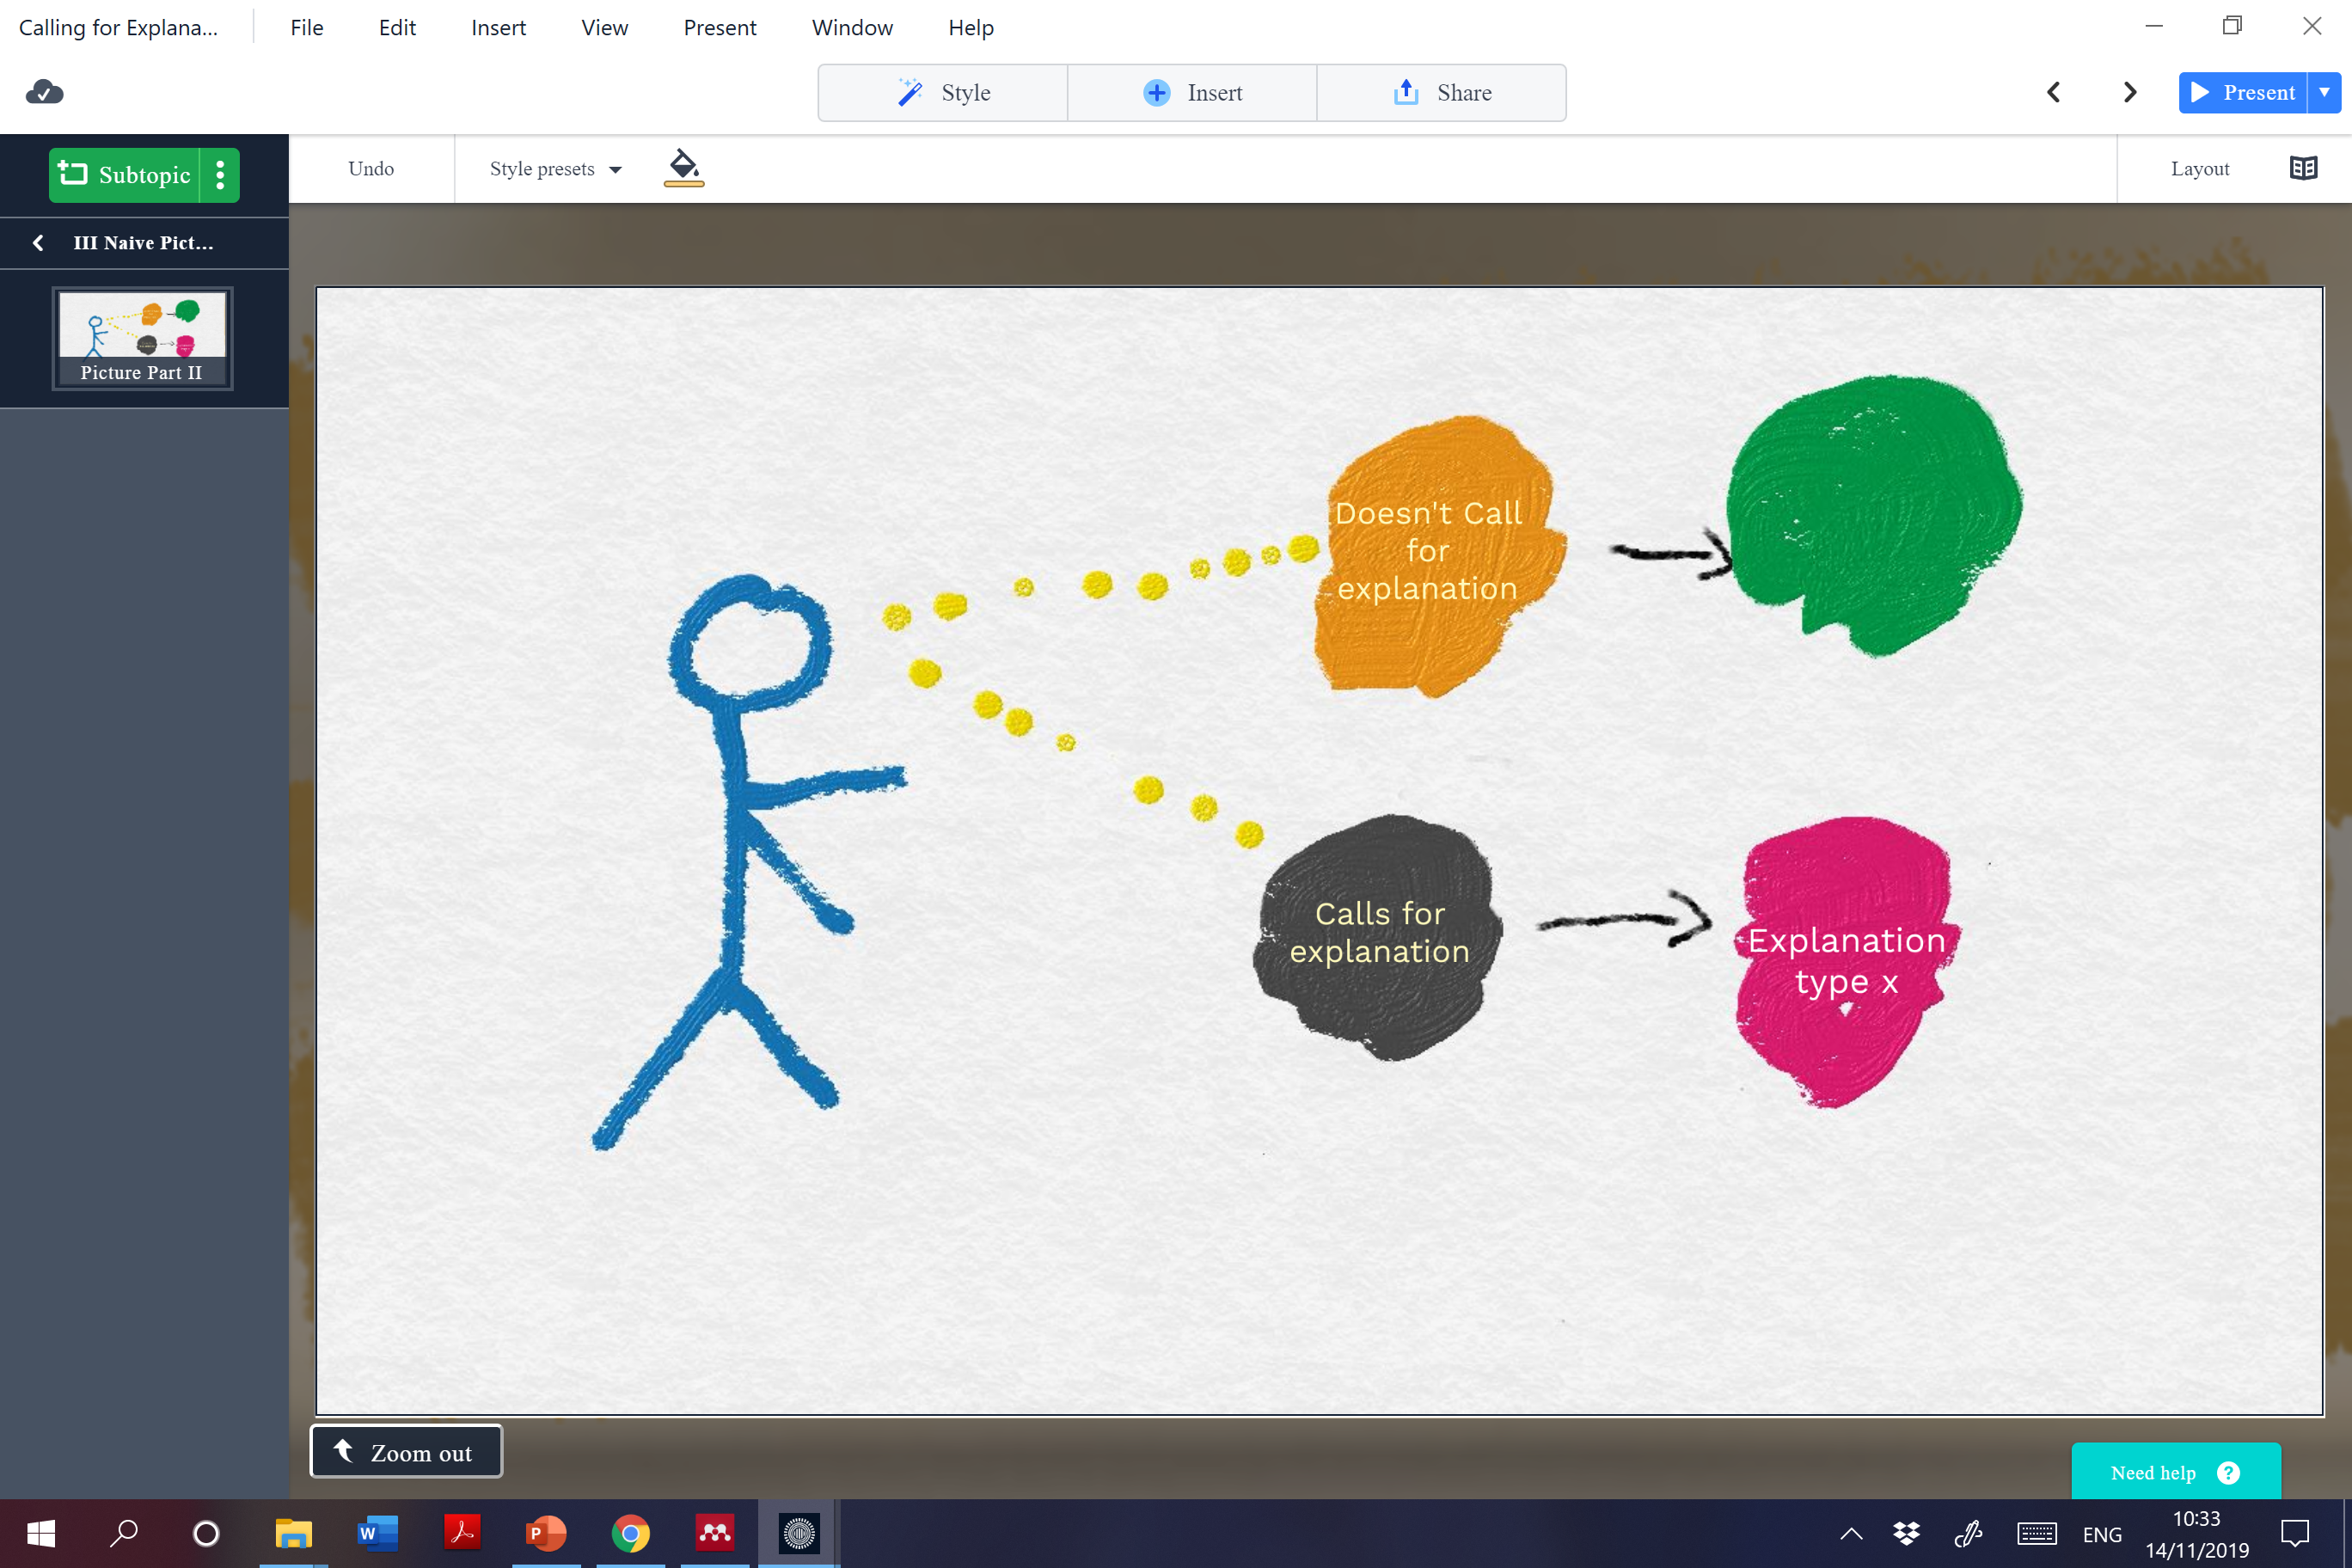 Calling for Explana...
File
Edit
Insert
View
Present
Window
Help
Style
Insert
Share
Present
Subtopic
Undo
Style presets
Layout
III Naive Pict...
Picture Part II
Doesn't Call
for
explanation
Calls for
explanation
Explanation
type x
Zoom out
Need help ?
ENG
10:33
14/11/2019